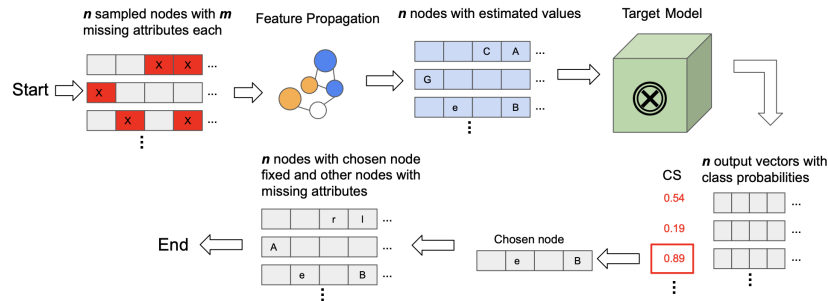 n sampled nodes with m
missing attributes each
Feature Propagation
n nodes with estimated values
Target Model
X X ...
Start
X ...
X X ...
C A ...
G ...
e B ...
n nodes with chosen node
fixed and other nodes with
missing attributes
CS
n output vectors with
class probabilities
0.54
...
0.19
...
0.89
...
End
r l ...
A ...
e B ...
Chosen node
e B